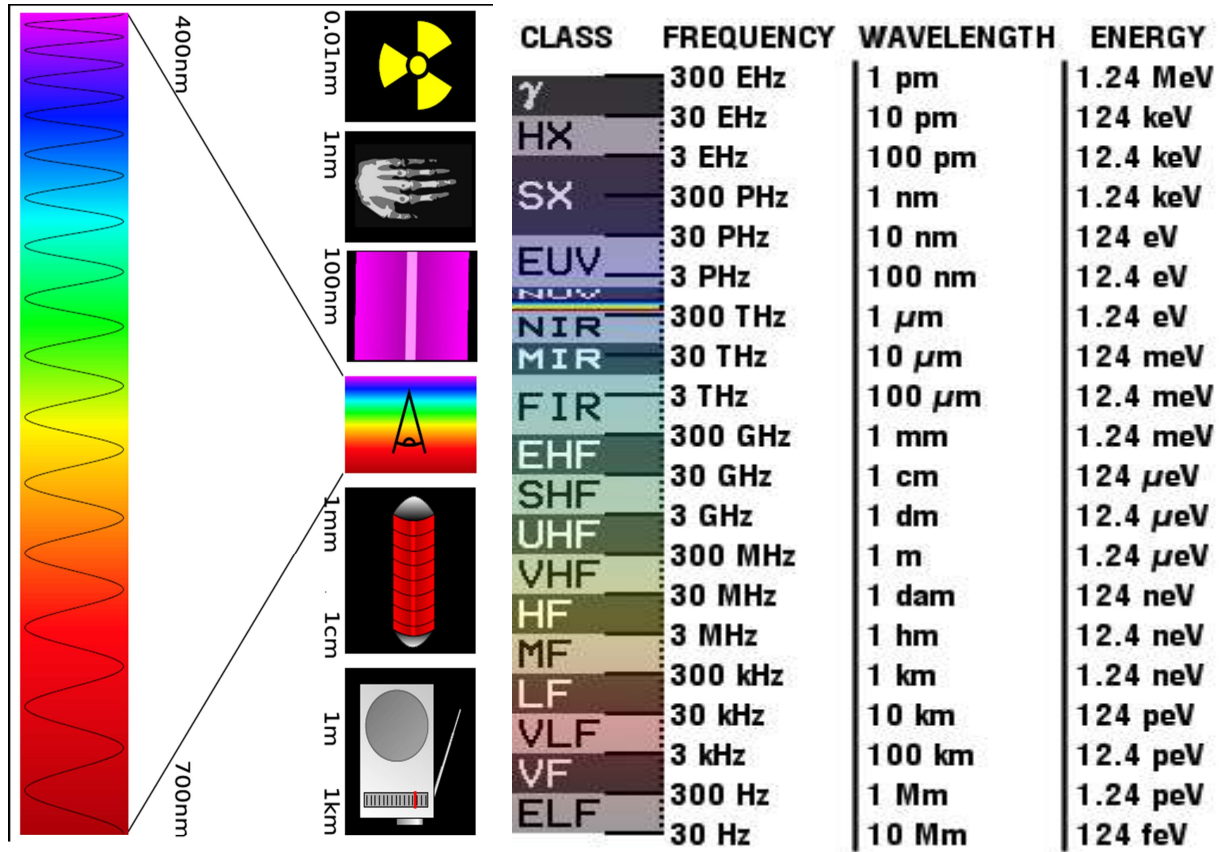 400nm
700nm
0.01nm
1nm
100nm
1mm
1cm
1m
1km
CLASS FREQUENCY WAVELENGTH ENERGY
300 EHz 1 pm 1.24 MeV
γ
30 EHz 10 pm 124 keV
HX
3 EHz 100 pm 12.4 keV
SX 300 PHz 1 nm 1.24 keV
30 PHz 10 nm 124 eV
EUV
3 PHz 100 nm 12.4 eV
NUV
300 THz 1 µm 1.24 eV
NIR
MIR 30 THz 10 µm 124 meV
3 THz 100 µm 12.4 meV
FIR
300 GHz 1 mm 1.24 meV
EHF
30 GHz 1 cm 124 µeV
SHF
3 GHz 1 dm 12.4 µeV
UHF
300 MHz 1 m 1.24 µeV
VHF
30 MHz 1 dam 124 neV
HF
3 MHz 1 hm 12.4 neV
MF
300 kHz 1 km 1.24 neV
LF
30 kHz 10 km 124 peV
VLF
3 kHz 100 km 12.4 peV
VF
300 Hz 1 Mm 1.24 peV
ELF
30 Hz 10 Mm 124 feV